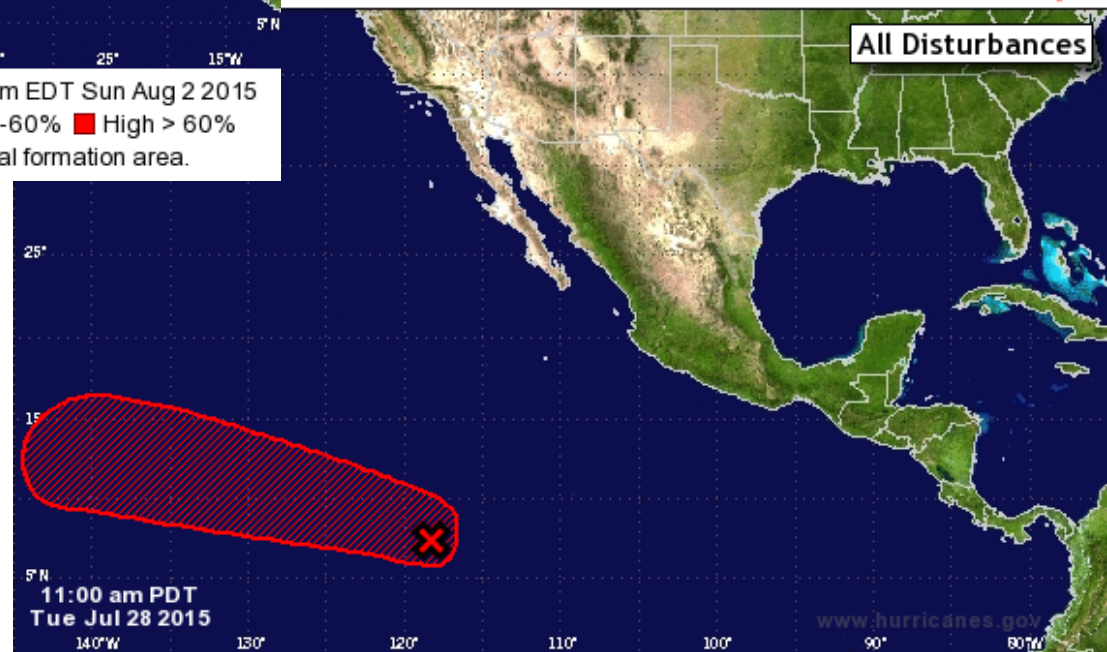 5°N
25° 15°W
All Disturbances
m EDT Sun Aug 2 2015
-60% High > 60%
al formation area.
25°
15
5°N
11:00 am PDT
Tue Jul 28 2015
www.hurricanes.gov
140°W 130° 120° 110° 100° 90° 80°W